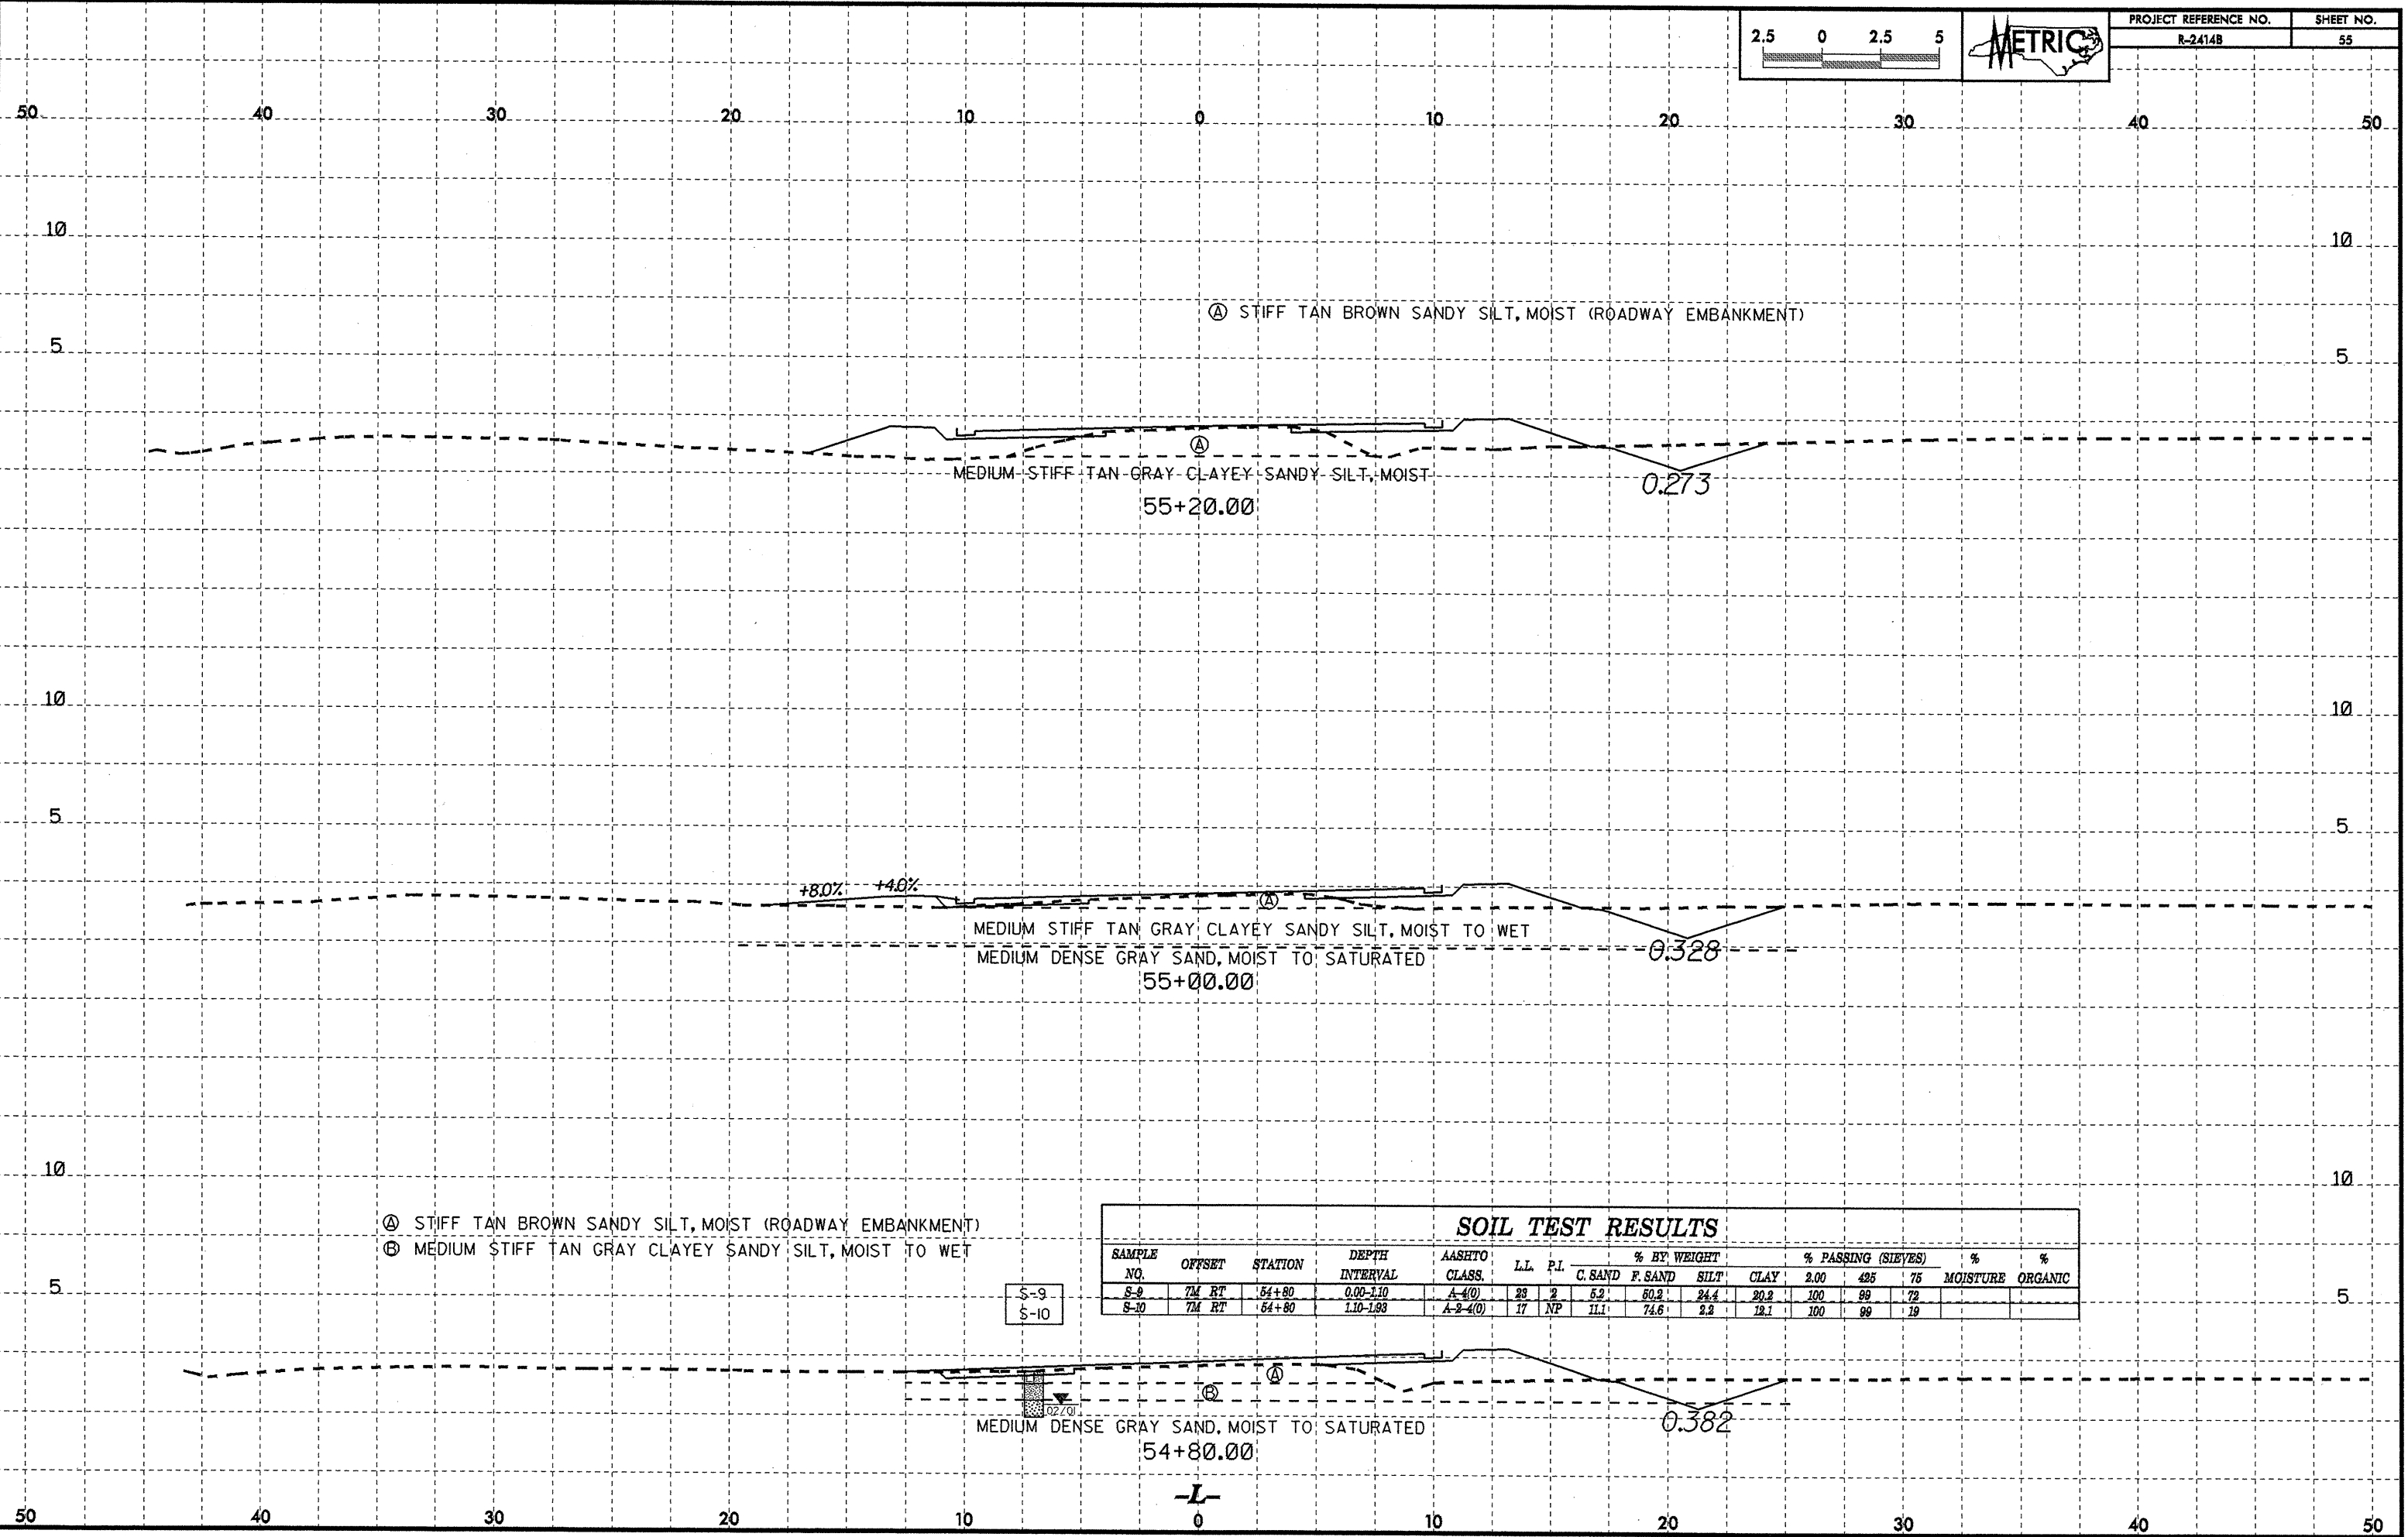 PROJECT REFERENCE NO. SHEET NO.
R-2414B 55
2.5 0 2.5 5
METRIC
50 40 30 20 10 0 10 20 30 40 50
10 10
Ⓐ STIFF TAN BROWN SANDY SILT, MOIST (ROADWAY EMBANKMENT)
5 5
Ⓐ
MEDIUM STIFF TAN GRAY CLAYEY SANDY SILT, MOIST
0.273
55+20.00
10 10
5 5
+8.0% +4.0%
Ⓐ
MEDIUM STIFF TAN GRAY CLAYEY SANDY SILT, MOIST TO WET
0.328
MEDIUM DENSE GRAY SAND, MOIST TO SATURATED
55+00.00
10 10
Ⓐ STIFF TAN BROWN SANDY SILT, MOIST (ROADWAY EMBANKMENT)
Ⓑ MEDIUM STIFF TAN GRAY CLAYEY SANDY SILT, MOIST TO WET
SOIL TEST RESULTS
SAMPLE NO. OFFSET STATION DEPTH INTERVAL AASHTO CLASS. L.L. P.I. % BY WEIGHT C. SAND F. SAND SILT CLAY % PASSING (SIEVES) 2.00 425 75 % MOISTURE % ORGANIC
S-9 7M RT 54+80 0.00-1.10 A-4(0) 23 2 5.2 50.2 24.4 20.2 100 99 72
S-10 7M RT 54+80 1.10-1.93 A-2-4(0) 17 NP 11.1 74.6 2.2 12.1 100 99 19
5 5
S-9
S-10
Ⓐ
Ⓑ
02/01
MEDIUM DENSE GRAY SAND, MOIST TO SATURATED
0.382
54+80.00
-L-
50 40 30 20 10 0 10 20 30 40 50